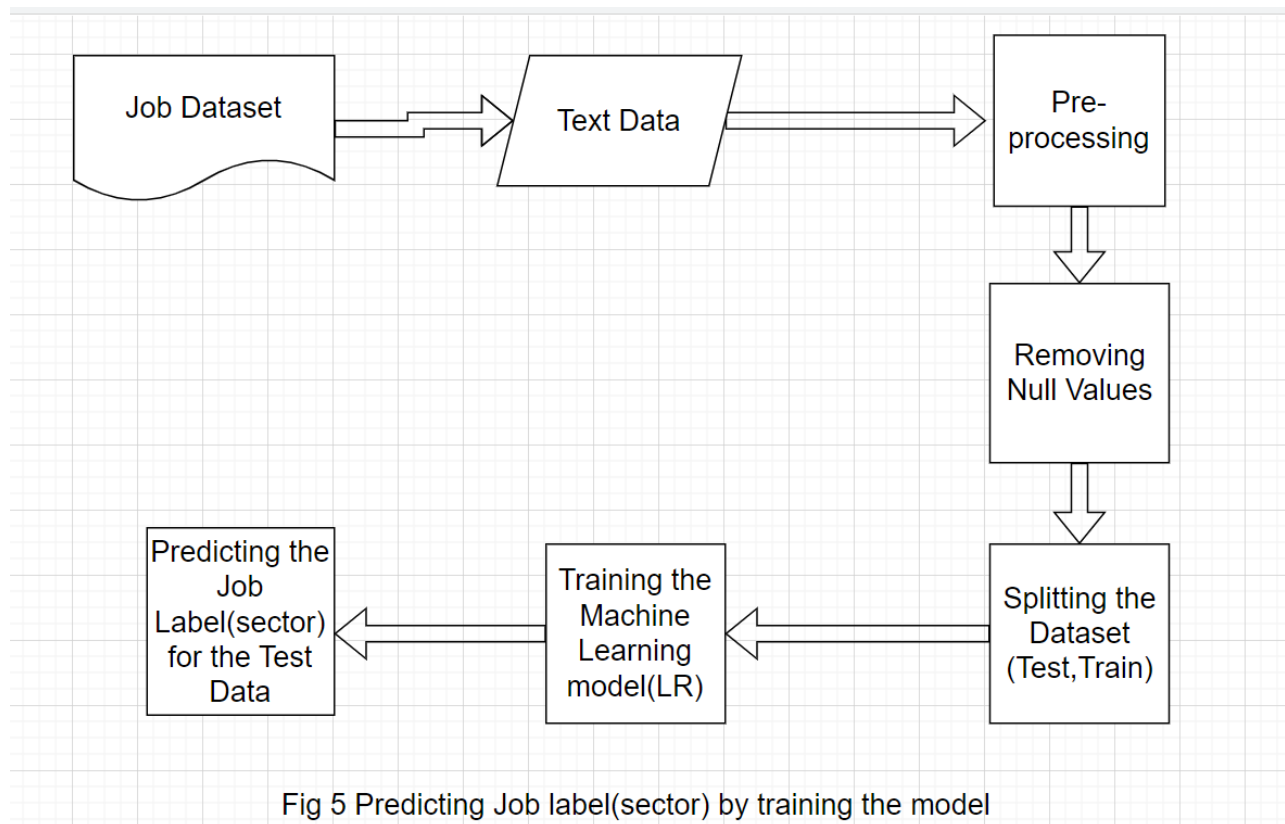 Job Dataset
Text Data
Pre-
processing
Removing
Null Values
Splitting the
Dataset
(Test,Train)
Training the
Machine
Learning
model(LR)
Predicting the
Job
Label(sector)
for the Test
Data
Fig 5 Predicting Job label(sector) by training the model